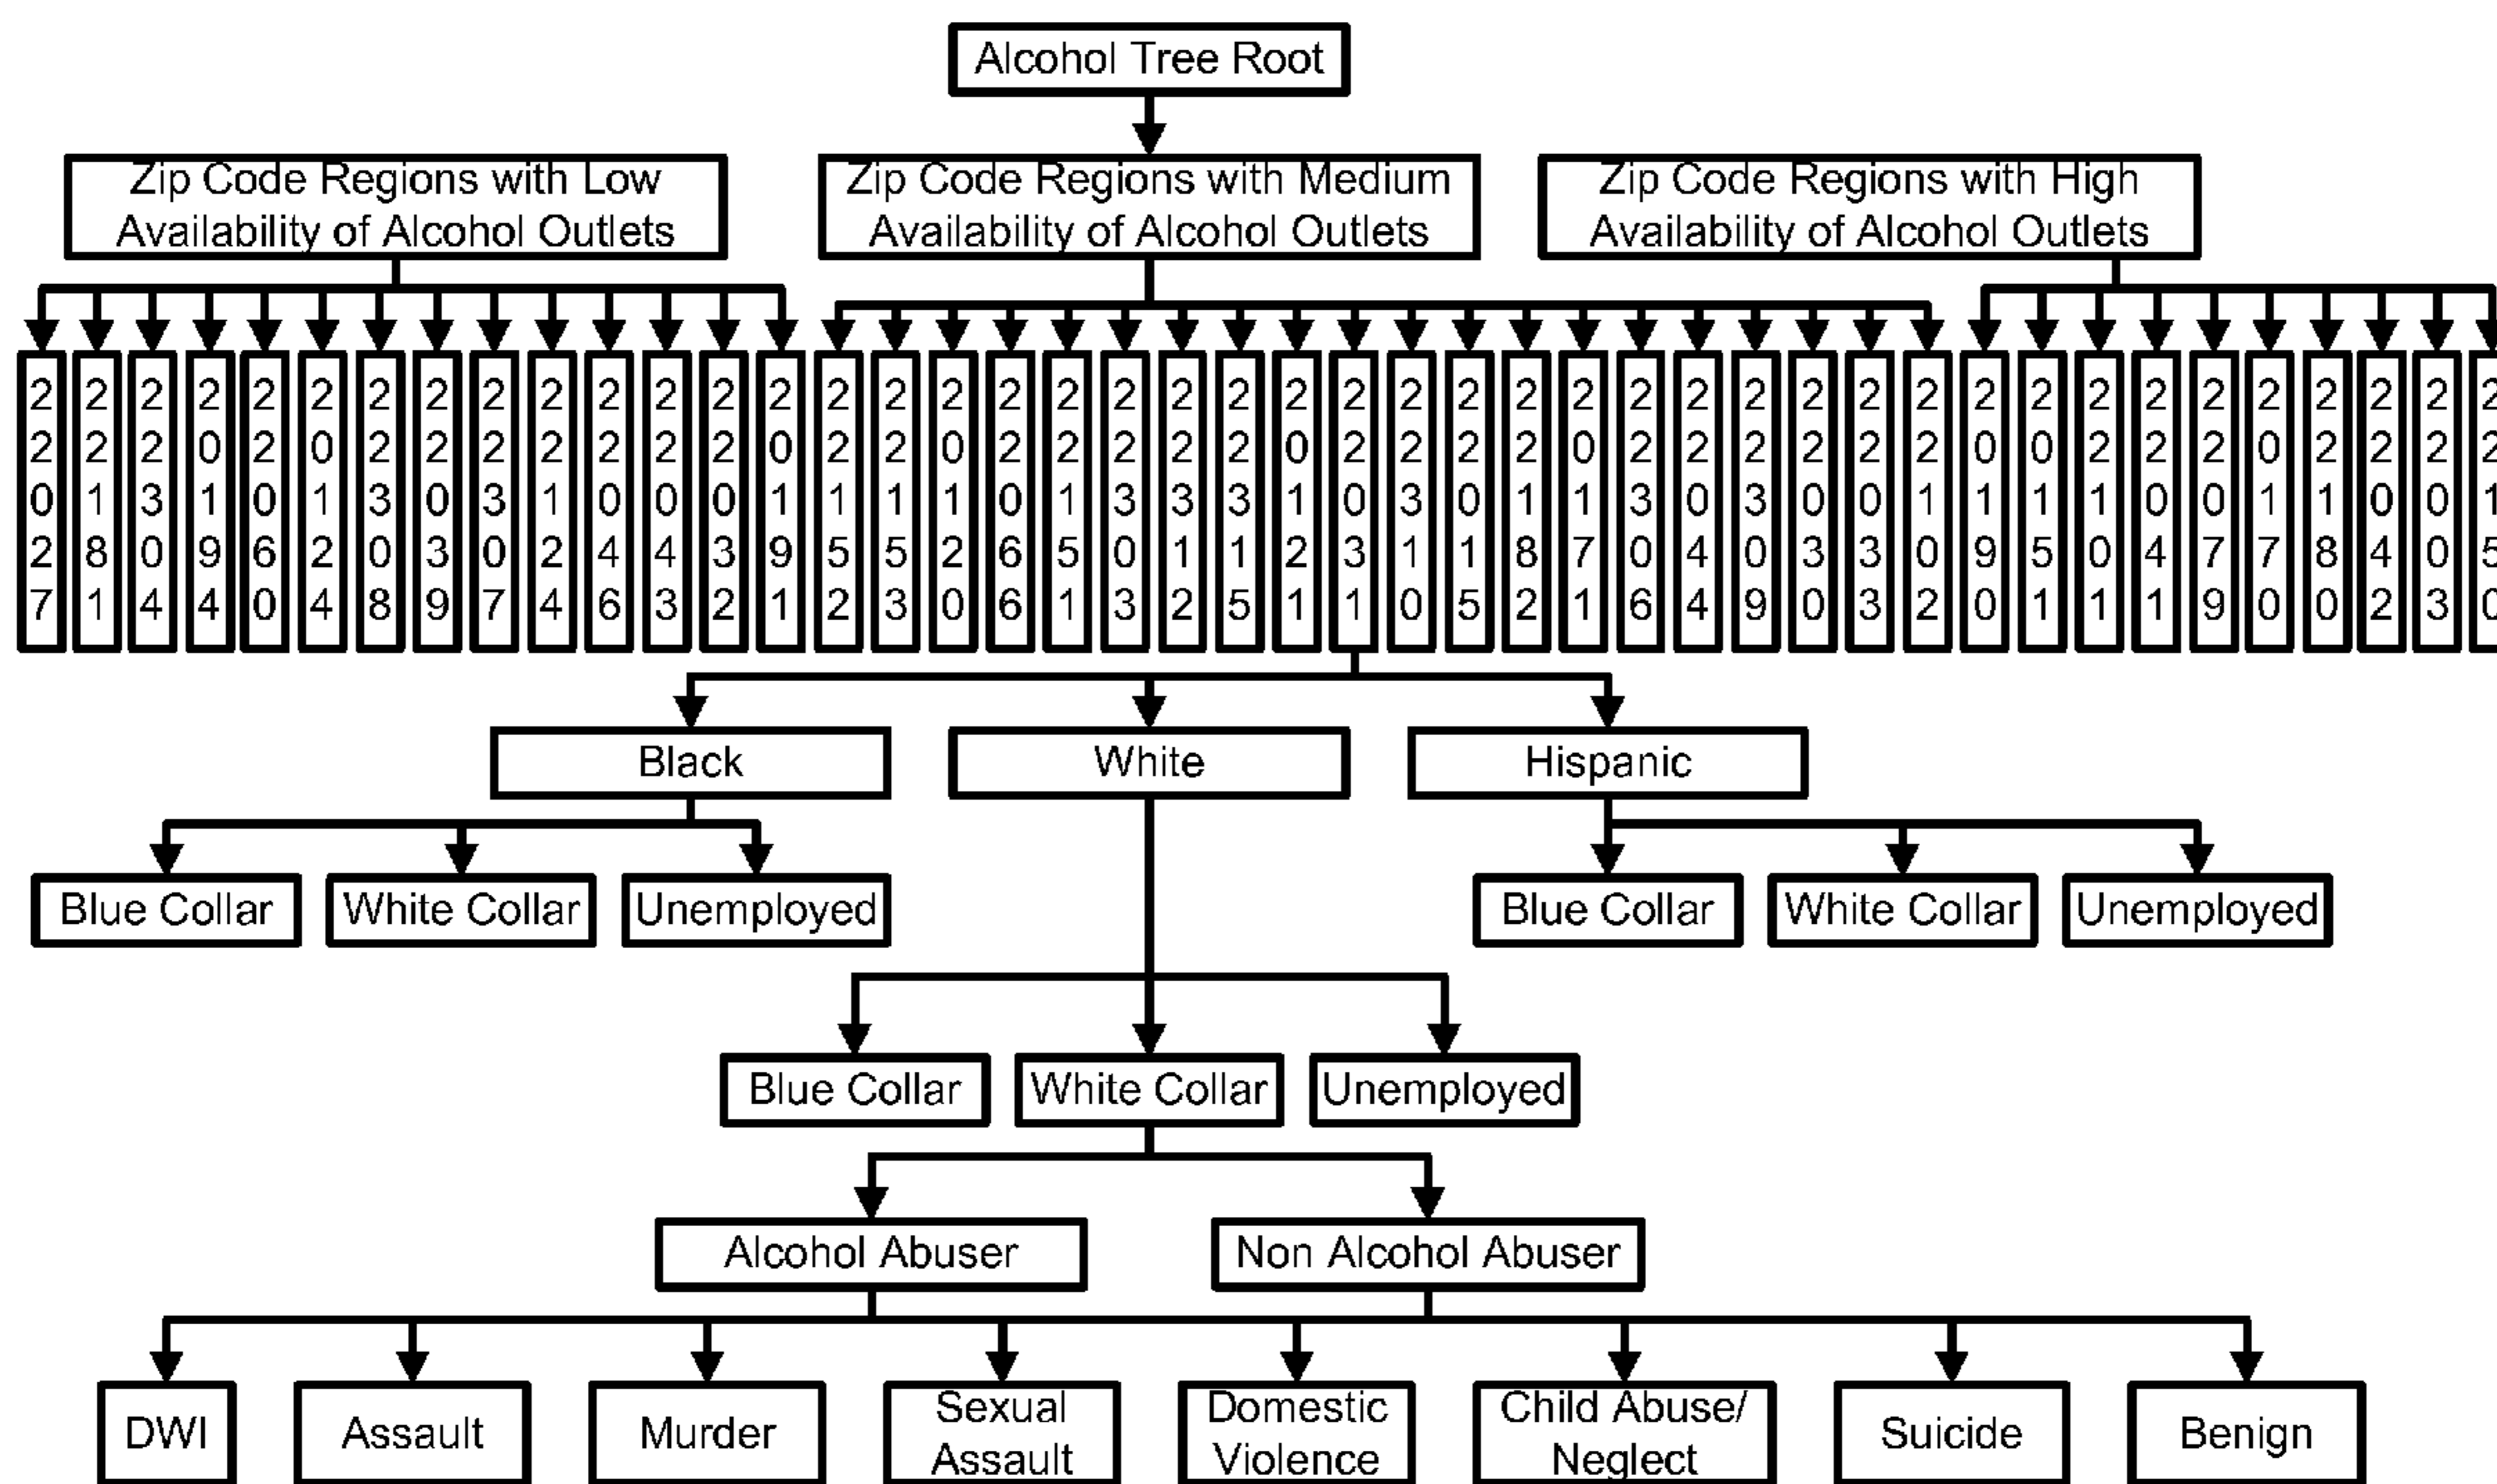 Alcohol Tree Root
Zip Code Regions with Low
Availability of Alcohol Outlets
Zip Code Regions with Medium
Availability of Alcohol Outlets
Zip Code Regions with High
Availability of Alcohol Outlets
22027
22181
22304
20194
22060
20124
22308
22039
22307
22124
22046
22043
22032
20191
22152
22153
20120
22066
22151
22303
22312
22315
20121
22031
22310
22015
22182
20171
22306
22044
22309
22030
22033
22102
20190
20151
22101
22041
22079
20170
22180
22042
22003
22150
Black
White
Hispanic
Blue Collar
White Collar
Unemployed
Blue Collar
White Collar
Unemployed
Blue Collar
White Collar
Unemployed
Alcohol Abuser
Non Alcohol Abuser
DWI
Assault
Murder
Sexual
Assault
Domestic
Violence
Child Abuse/
Neglect
Suicide
Benign